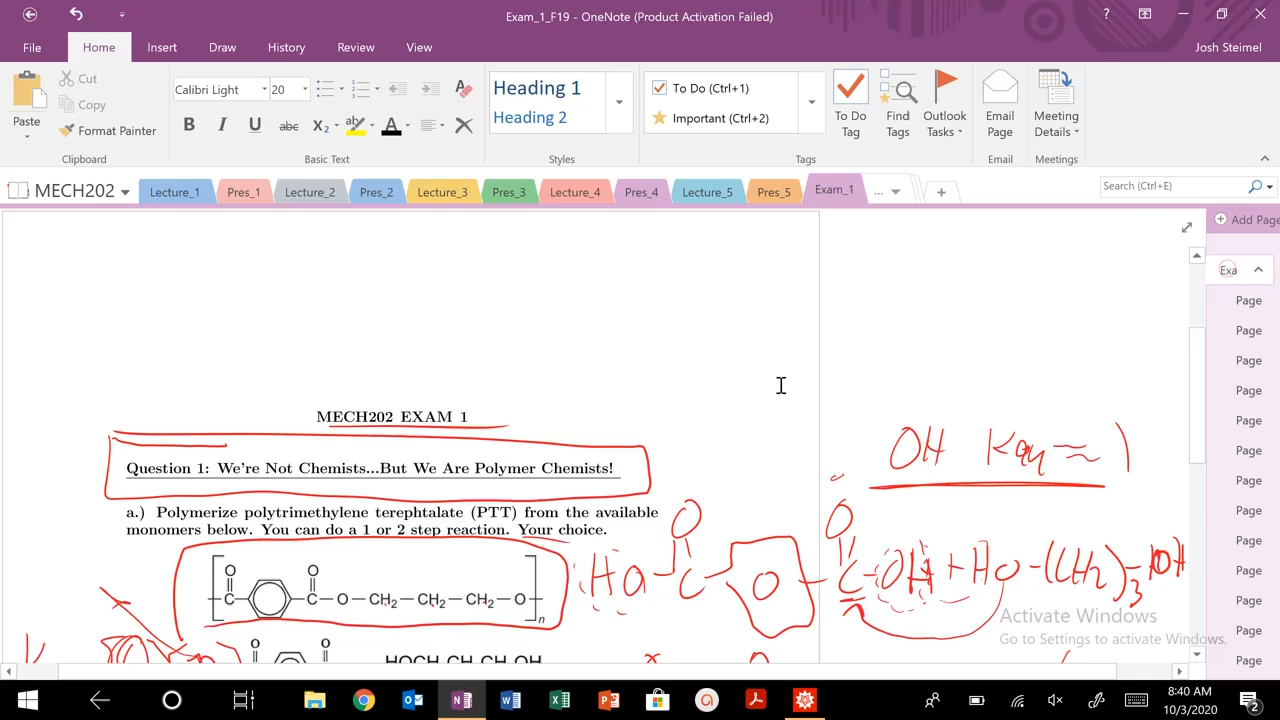 Exam_1_F19 - OneNote (Product Activation Failed)
?
File
Home
Insert
Draw
History
Review
View
Josh Steimel
Paste
Cut
Copy
Format Painter
Clipboard
Calibri Light
20
B I U abc X₂ A
Basic Text
Heading 1
Heading 2
Styles
To Do (Ctrl+1)
Important (Ctrl+2)
To Do Tag
Find Tags
Outlook Tasks
Tags
Email Page
Email
Meeting Details
Meetings
MECH202
Lecture_1
Pres_1
Lecture_2
Pres_2
Lecture_3
Pres_3
Lecture_4
Pres_4
Lecture_5
Pres_5
Exam_1
...
Search (Ctrl+E)
Add Page
Exa
Page
Page
Page
Page
Page
Page
Page
Page
Page
Page
Page
Page
Page
MECH202 EXAM 1
Question 1: We're Not Chemists...But We Are Polymer Chemists!
a.) Polymerize polytrimethylene terephtalate (PTT) from the available
monomers below. You can do a 1 or 2 step reaction. Your choice.
O O
C C O CH₂ CH₂ CH₂ O n
O O
OH Keq ≈ 1
O O
HO C O C OH + HO-(CH₂)₃-OH
Activate Windows
Go to Settings to activate Windows.
8:40 AM
10/3/2020
2